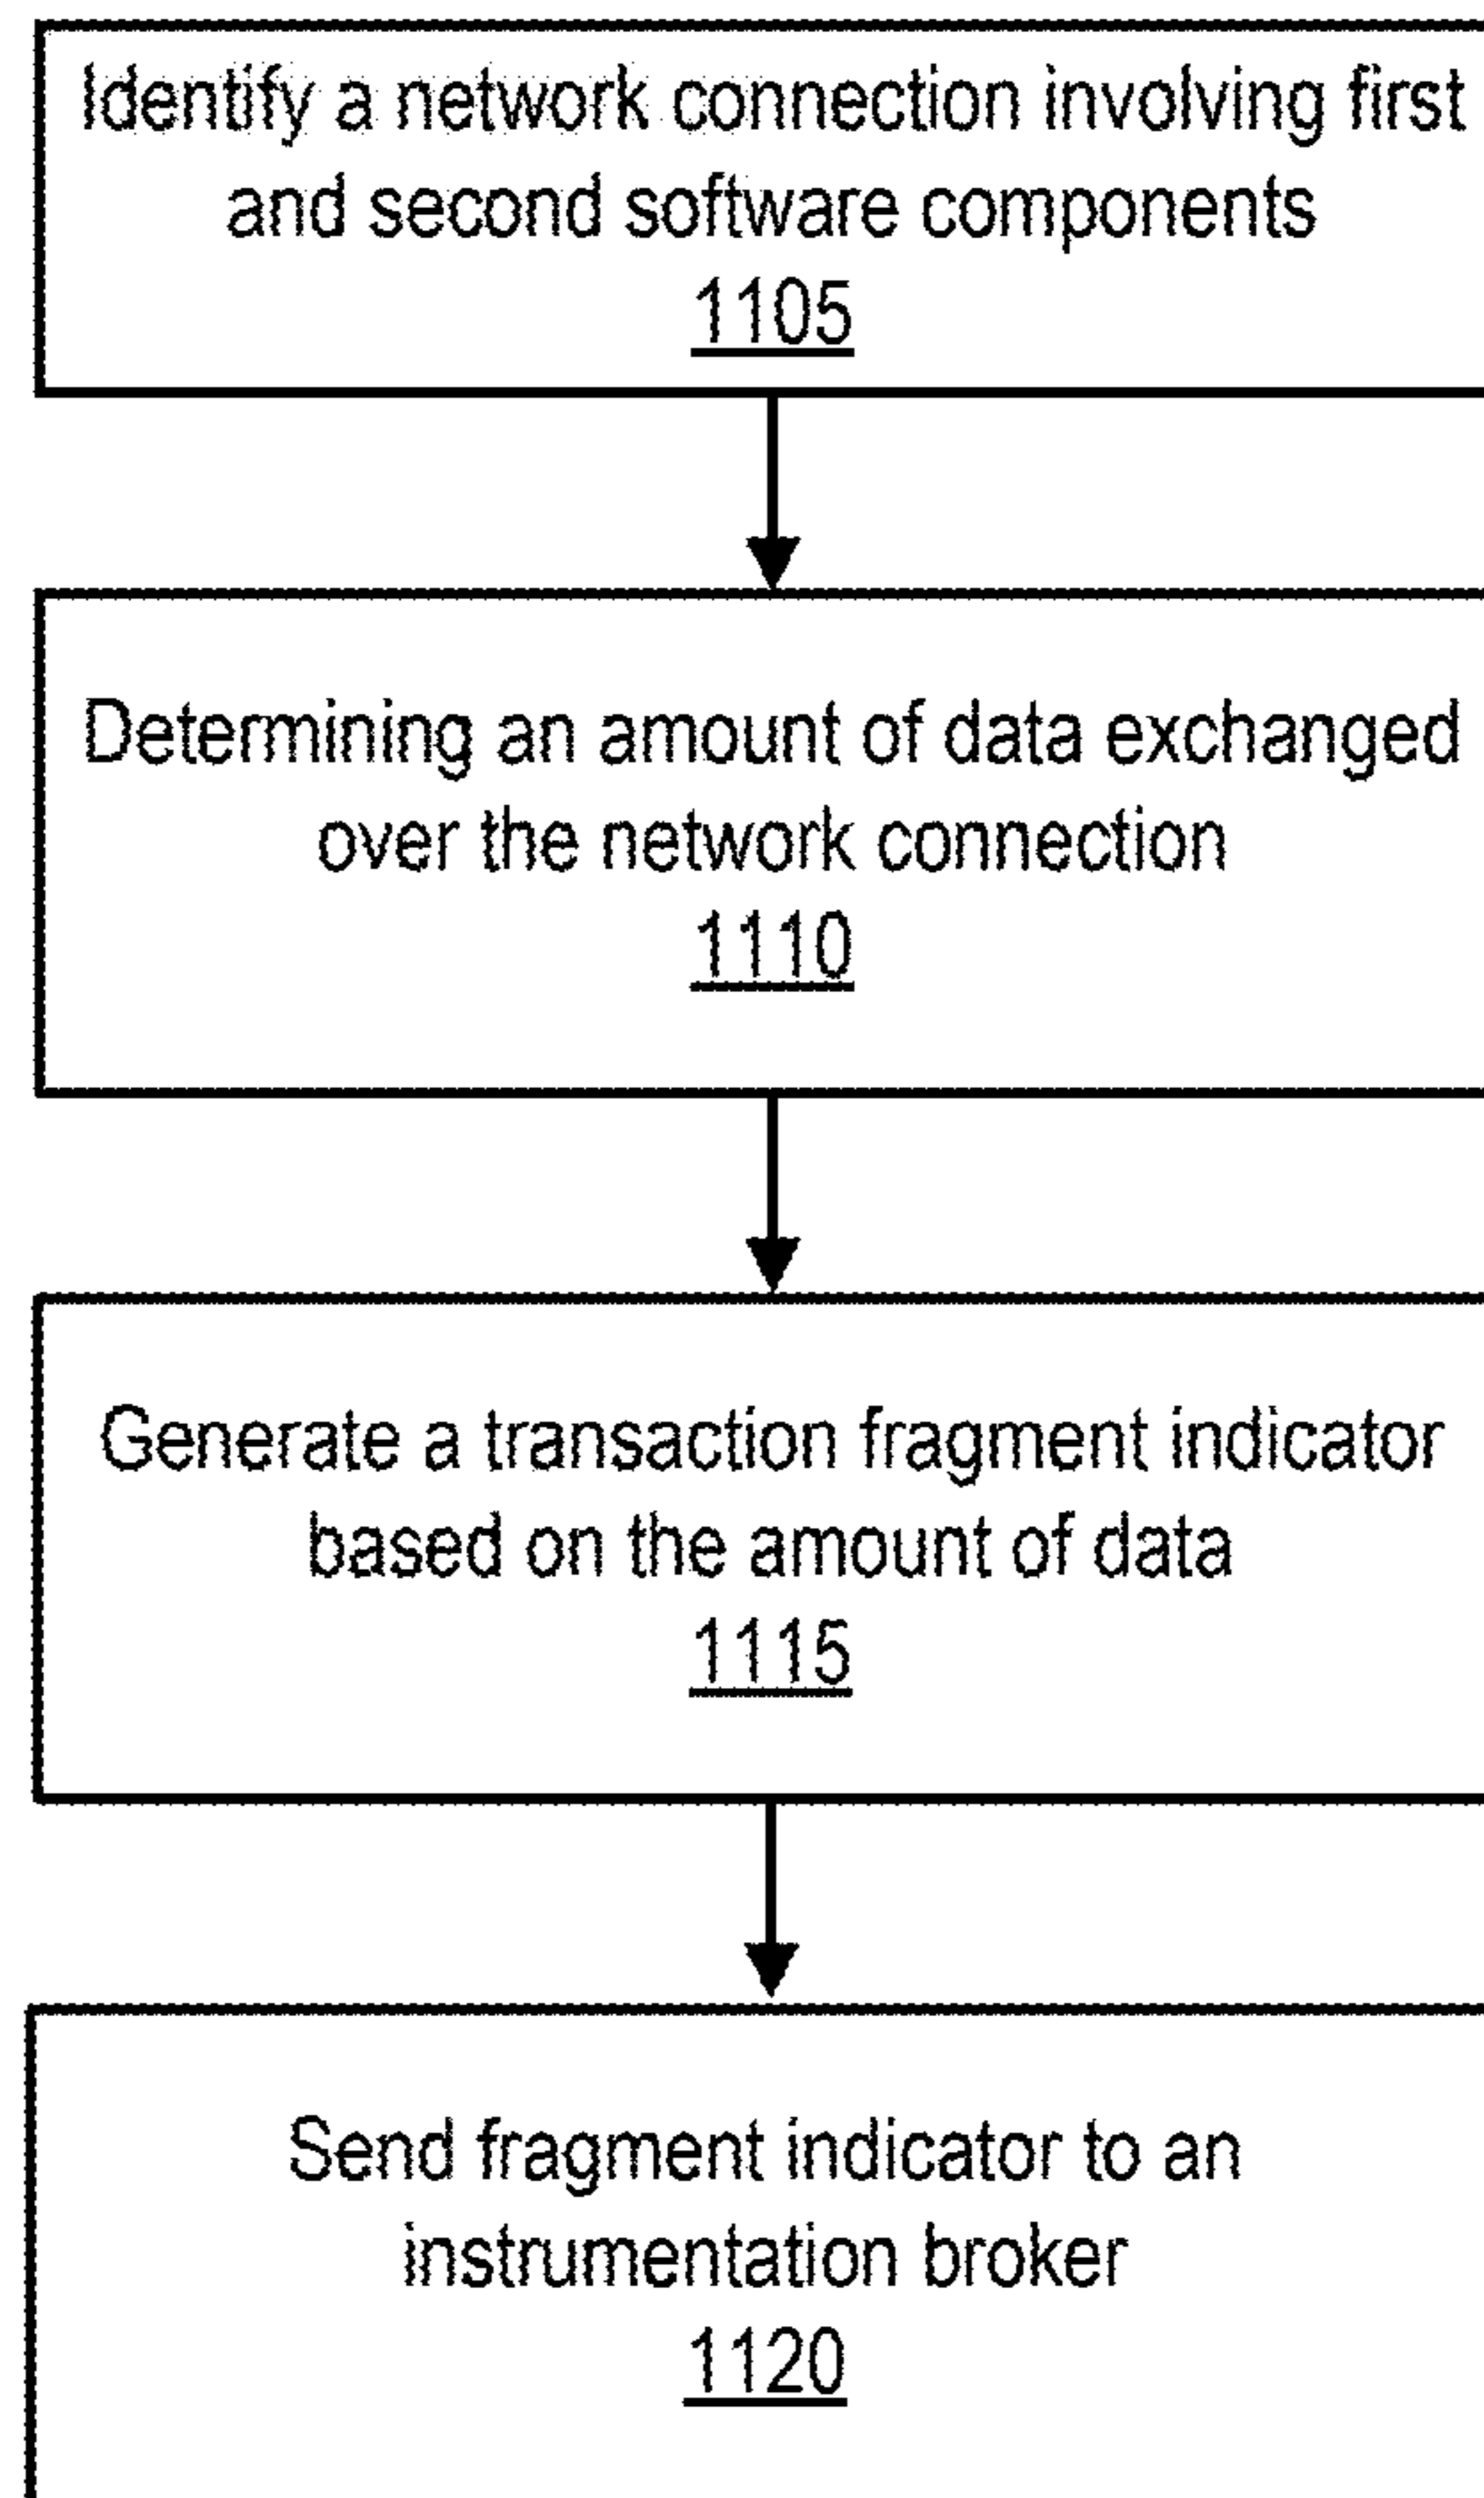 Identify a network connection involving first
and second software components
1105
Determining an amount of data exchanged
over the network connection
1110
Generate a transaction fragment indicator
based on the amount of data
1115
Send fragment indicator to an
instrumentation broker
1120